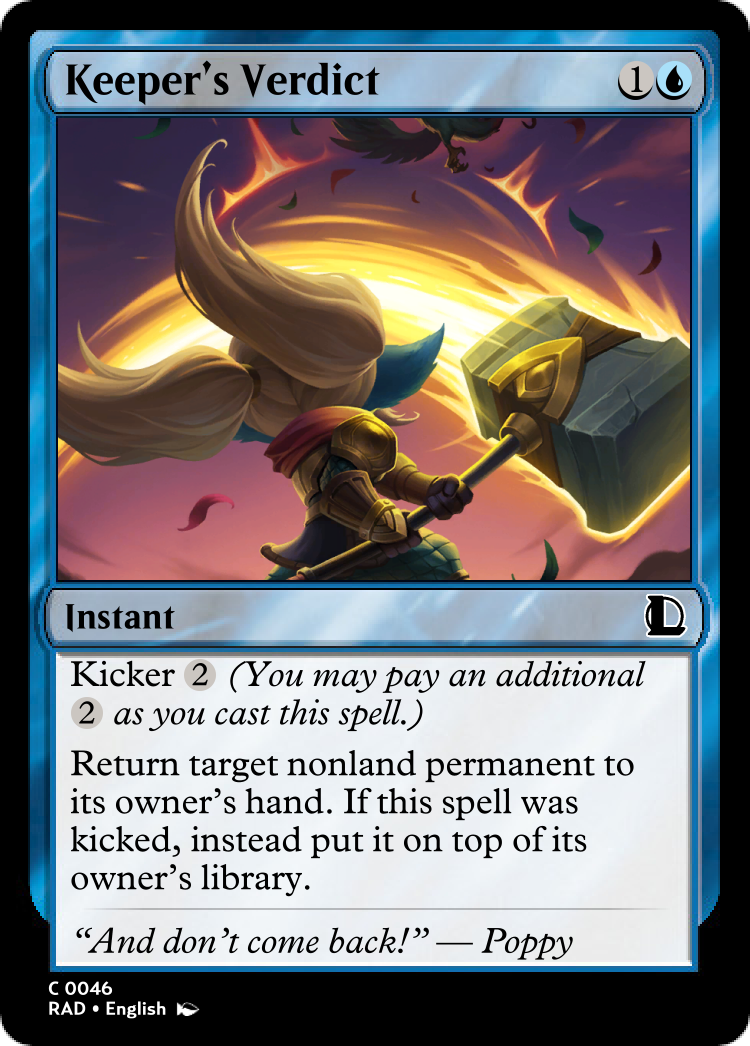 Keeper's Verdict 1
Instant
Kicker 2 (You may pay an additional
2 as you cast this spell.)
Return target nonland permanent to
its owner's hand. If this spell was
kicked, instead put it on top of its
owner's library.
“And don't come back!” — Poppy
C 0046
RAD • English